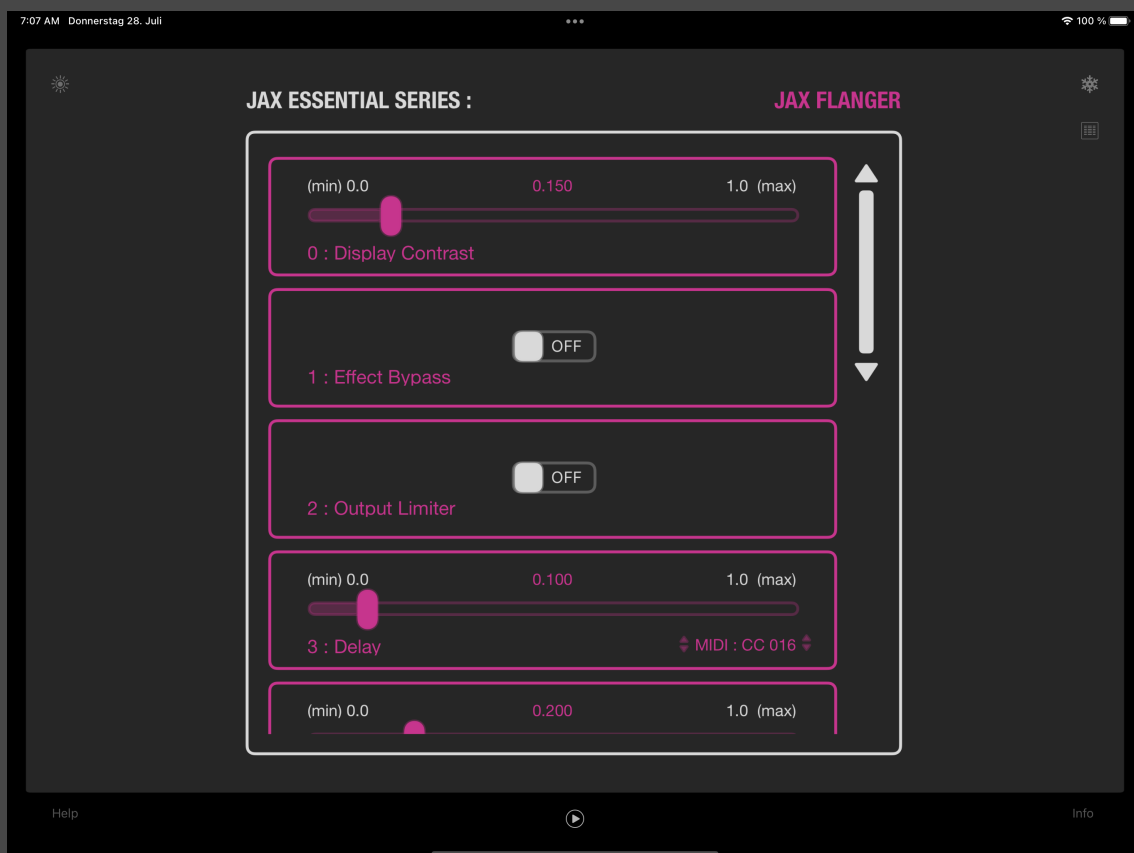 7:07 AM Donnerstag 28. Juli
100 %
JAX ESSENTIAL SERIES :
JAX FLANGER
(min) 0.0 0.150 1.0 (max)
0 : Display Contrast
OFF
1 : Effect Bypass
OFF
2 : Output Limiter
(min) 0.0 0.100 1.0 (max)
3 : Delay MIDI : CC 016
(min) 0.0 0.200 1.0 (max)
Help
Info